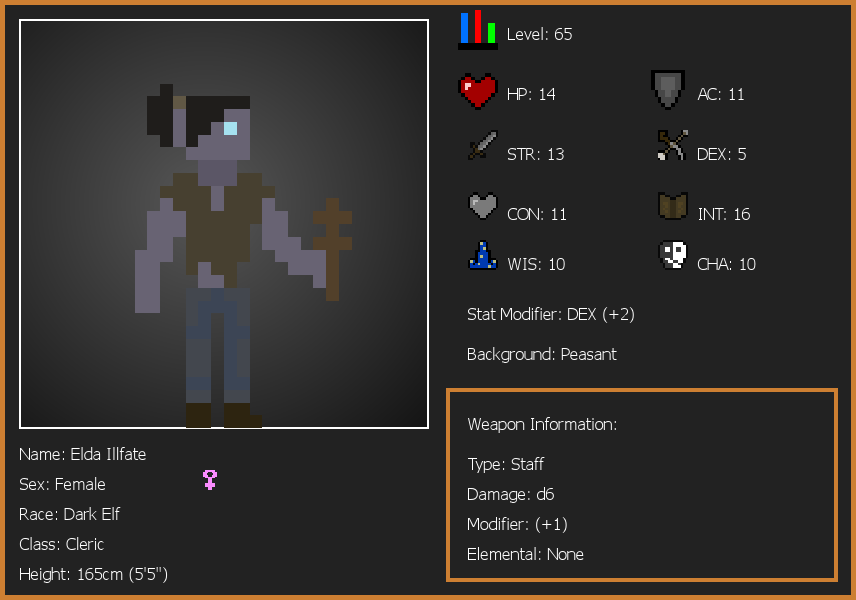 Level: 65
HP: 14
AC: 11
STR: 13
DEX: 5
CON: 11
INT: 16
WIS: 10
CHA: 10
Stat Modifier: DEX (+2)
Background: Peasant
Weapon Information:
Type: Staff
Damage: d6
Modifier: (+1)
Elemental: None
Name: Elda Illfate
Sex: Female
Race: Dark Elf
Class: Cleric
Height: 165cm (5'5")